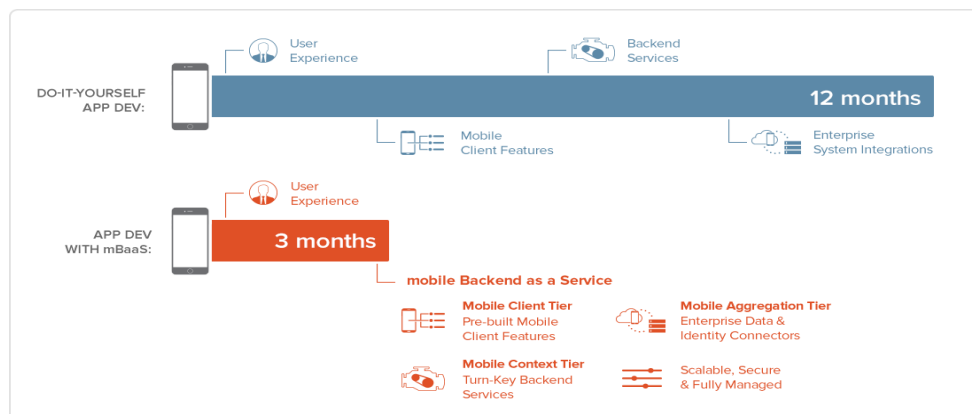 User
Experience
Backend
Services
DO-IT-YOURSELF
APP DEV:
12 months
Mobile
Client Features
Enterprise
System Integrations
User
Experience
APP DEV
WITH mBaaS:
3 months
mobile Backend as a Service
Mobile Client Tier
Pre-built Mobile
Client Features
Mobile Aggregation Tier
Enterprise Data &
Identity Connectors
Mobile Context Tier
Turn-Key Backend
Services
Scalable, Secure
& Fully Managed